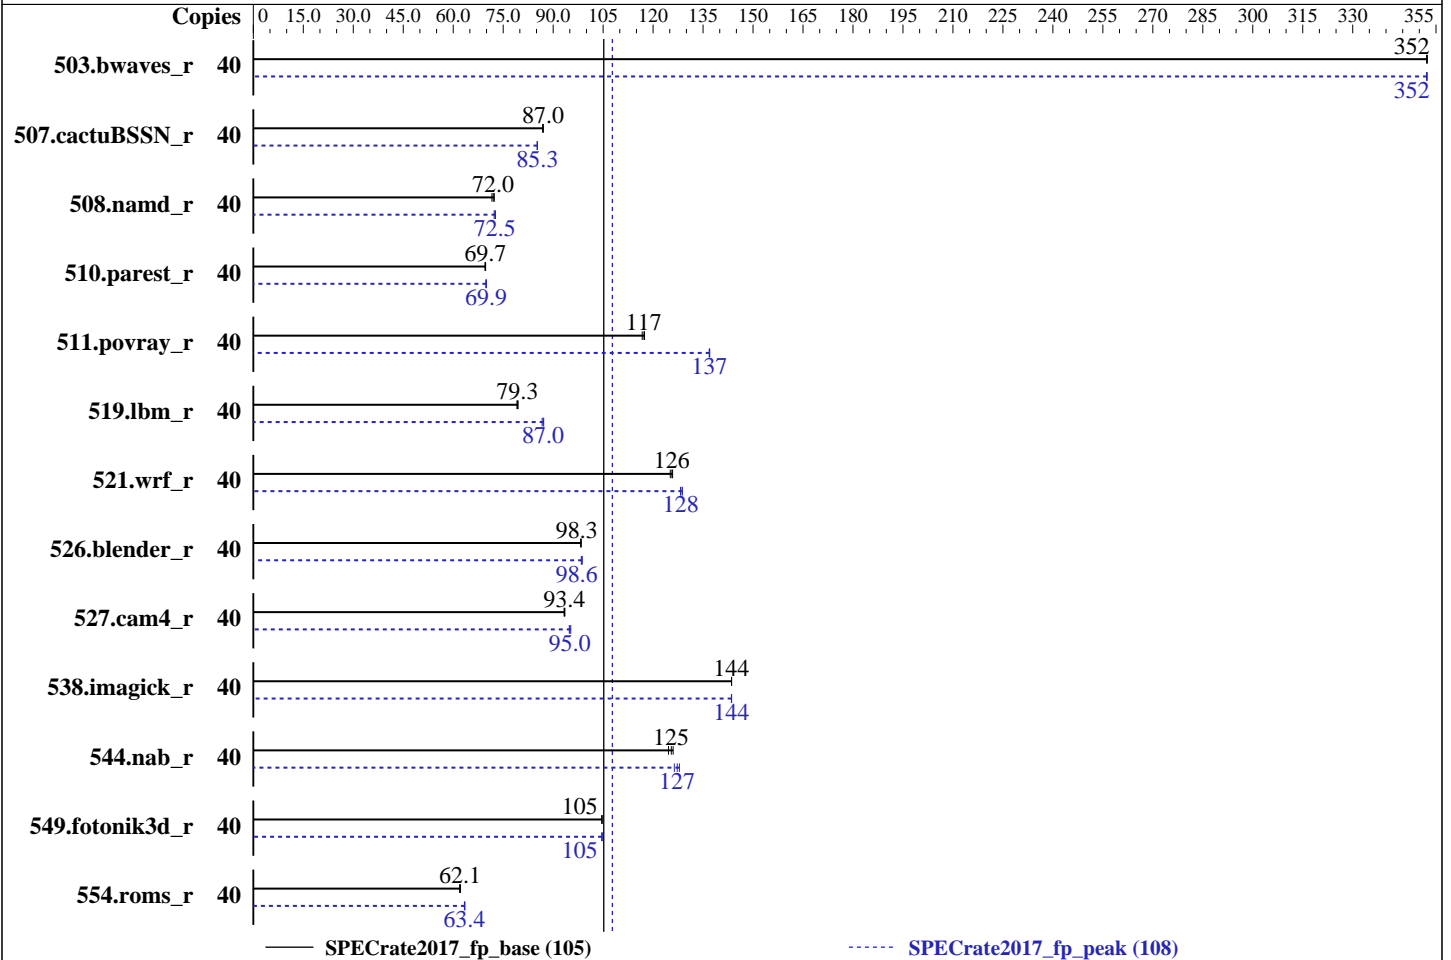 Copies 0 15.0 30.0 45.0 60.0 75.0 90.0 105 120 135 150 165 180 195 210 225 240 255 270 285 300 315 330 355
503.bwaves_r 40 352
352
507.cactuBSSN_r 40 87.0
85.3
508.namd_r 40 72.0
72.5
510.parest_r 40 69.7
69.9
511.povray_r 40 117
137
519.lbm_r 40 79.3
87.0
521.wrf_r 40 126
128
526.blender_r 40 98.3
98.6
527.cam4_r 40 93.4
95.0
538.imagick_r 40 144
144
544.nab_r 40 125
127
549.fotonik3d_r 40 105
105
554.roms_r 40 62.1
63.4
SPECrate2017_fp_base (105) SPECrate2017_fp_peak (108)